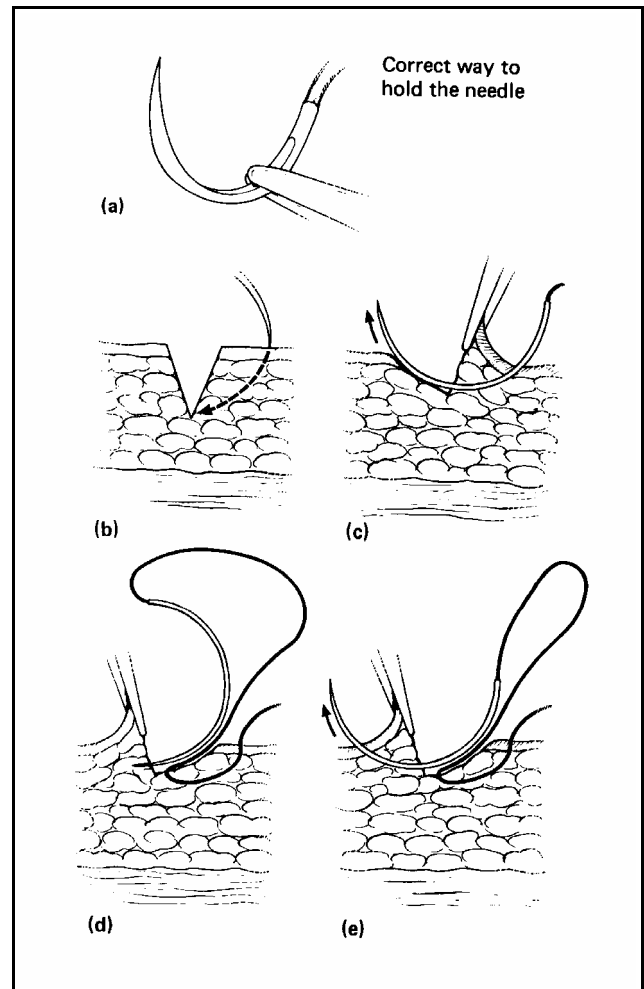 Correct way to
hold the needle
(a)
(b)
(c)
(d)
(e)